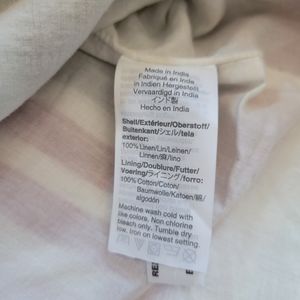 Made in India
Fabriqué en Inde
in Indien Hergestellt
Vervaardigd in India
インド製
Hecho en India
Shell/Extérieur/Oberstoff/
Buitenkant/シェル/tela
exterior:
100% Linen/Lin/Leinen/
Linnen/麻/lino
Lining/Doublure/Futter/
Voering/ライニング/forro:
100% Cotton/Coton/
Baumwolle/Katoen/綿/
algodón
Machine wash cold with
like colors. Non chlorine
bleach only. Tumble dry
low. Iron on lowest setting.